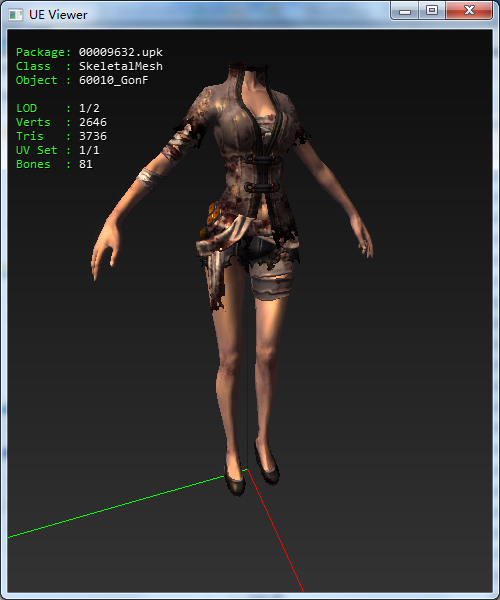 UE Viewer
Package: 00009632.upk
Class : SkeletalMesh
Object : 60010_GonF
LOD : 1/2
Verts : 2646
Tris : 3736
UV Set : 1/1
Bones : 81